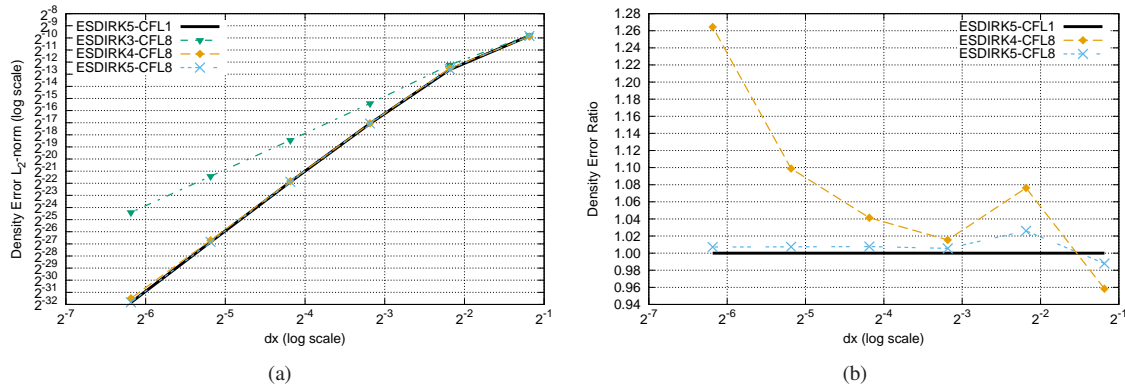 2-8
2-9
2-10
2-11
2-12
2-13
2-14
2-15
2-16
2-17
2-18
2-19
2-20
2-21
2-22
2-23
2-24
2-25
2-26
2-27
2-28
2-29
2-30
2-31
2-32
Density Error L2-norm (log scale)
ESDIRK5-CFL1
ESDIRK3-CFL8
ESDIRK4-CFL8
ESDIRK5-CFL8
2-7 2-6 2-5 2-4 2-3 2-2 2-1
dx (log scale)
(a)
1.28
1.26
1.24
1.22
1.20
1.18
1.16
1.14
1.12
1.10
1.08
1.06
1.04
1.02
1.00
0.98
0.96
0.94
Density Error Ratio
ESDIRK5-CFL1
ESDIRK4-CFL8
ESDIRK5-CFL8
2-7 2-6 2-5 2-4 2-3 2-2 2-1
dx (log scale)
(b)